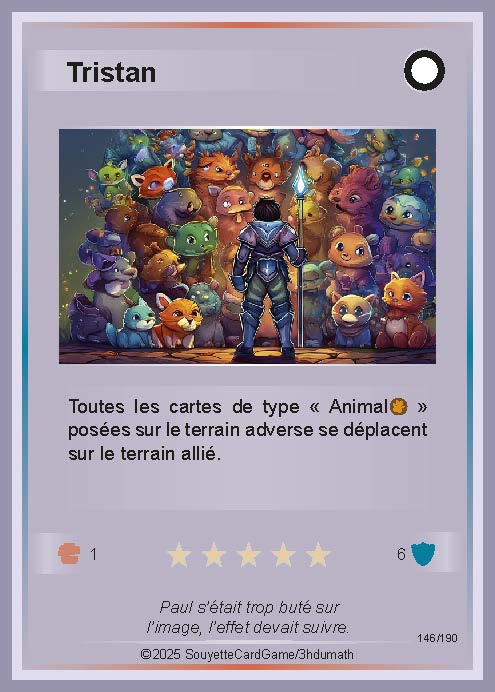 Tristan
Toutes les cartes de type « Animal »
posées sur le terrain adverse se déplacent
sur le terrain allié.
1
6
Paul s'était trop buté sur
l'image, l'effet devait suivre.
146/190
©2025 SouyetteCardGame/3hdumath